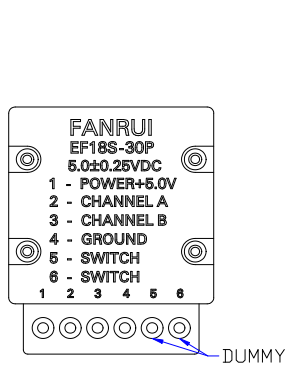 FANRUI
EF18S-30P
5.0±0.25VDC
1 - POWER+5.0V
2 - CHANNEL A
3 - CHANNEL B
4 - GROUND
5 - SWITCH
6 - SWITCH
1 2 3 4 5 6
DUMMY